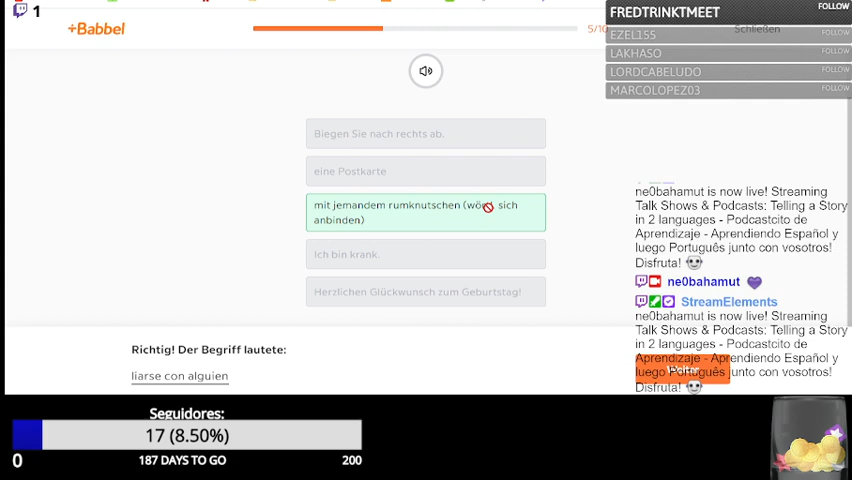 1
+Babbel
5/10
Schließen
FREDTRINKTMEET FOLLOW
EZEL155 FOLLOW
LAKHASO FOLLOW
LORDCABELUDO FOLLOW
MARCOLOPEZ03 FOLLOW
Biegen Sie nach rechts ab.
eine Postkarte
mit jemandem rumknutschen (wörtl. sich
anbinden)
Ich bin krank.
Herzlichen Glückwunsch zum Geburtstag!
Richtig! Der Begriff lautete:
liarse con alguien
Weiter
ne0bahamut is now live! Streaming
Talk Shows & Podcasts: Telling a Story
in 2 languages - Podcastcito de
Aprendizaje - Aprendiendo Español y
luego Português junto con vosotros!
Disfruta!
ne0bahamut
StreamElements
ne0bahamut is now live! Streaming
Talk Shows & Podcasts: Telling a Story
in 2 languages - Podcastcito de
Aprendizaje - Aprendiendo Español y
luego Português junto con vosotros!
Disfruta!
Seguidores:
17 (8.50%)
0 187 DAYS TO GO 200